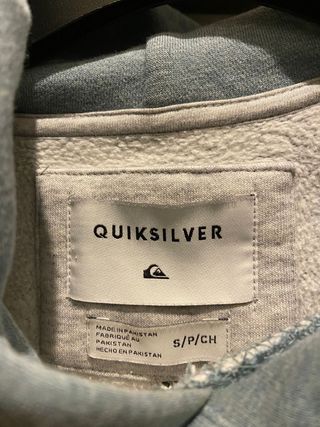 QUIKSILVER
MADE IN PAKISTAN
FABRIQUÉ AU
PAKISTAN
HECHO EN PAKISTAN
S/P/CH